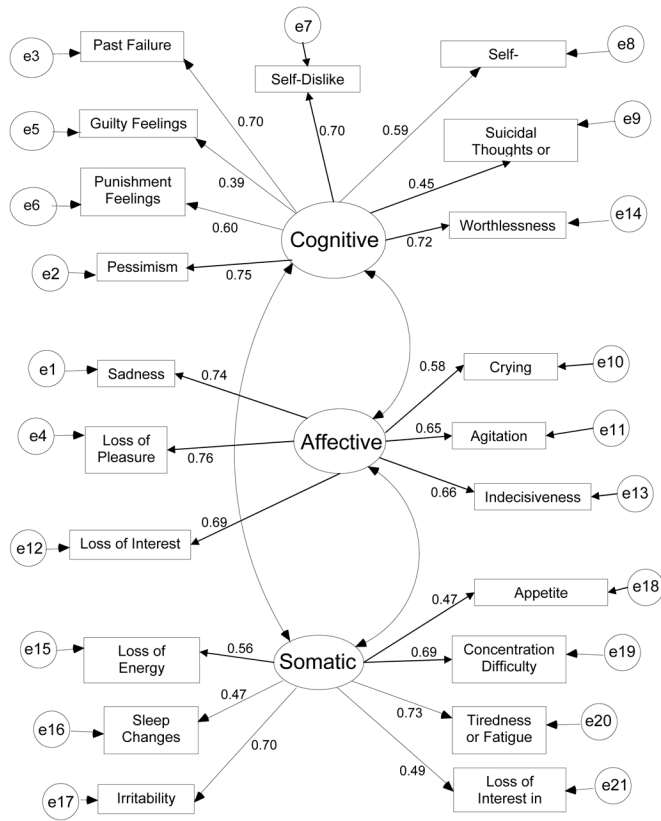 e7
e3
Past Failure
Self-
e8
Self-Dislike
e9
0.70
0.70
0.59
e5
Guilty Feelings
Suicidal
Thoughts or
0.39
0.45
Punishment
Feelings
e6
0.60
Cognitive
Worthlessness
e14
0.72
e2
Pessimism
0.75
e1
Sadness
0.74
0.58
Crying
e10
e4
Loss of
Pleasure
0.76
Affective
0.65
Agitation
e11
0.66
Indecisiveness
e13
0.69
e12
Loss of Interest
0.47
Appetite
e18
e15
Loss of
Energy
0.56
Somatic
0.69
Concentration
Difficulty
e19
0.47
e16
Sleep
Changes
0.73
Tiredness
or Fatigue
e20
0.70
0.49
Loss of
Interest in
e21
e17
Irritability